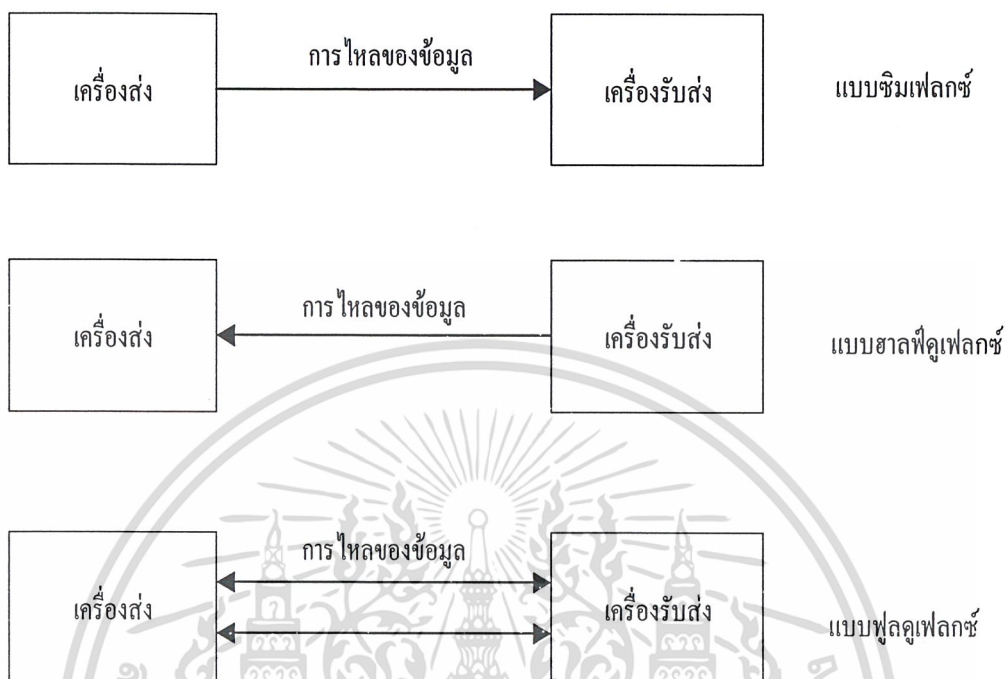 การไหลของข้อมูล
เครื่องส่ง เครื่องรับส่ง แบบซิมเฟลกซ์
การไหลของข้อมูล
เครื่องส่ง เครื่องรับส่ง แบบฮาลฟ์ดูเฟลกซ์
การไหลของข้อมูล
เครื่องส่ง เครื่องรับส่ง แบบฟูลดูเฟลกซ์